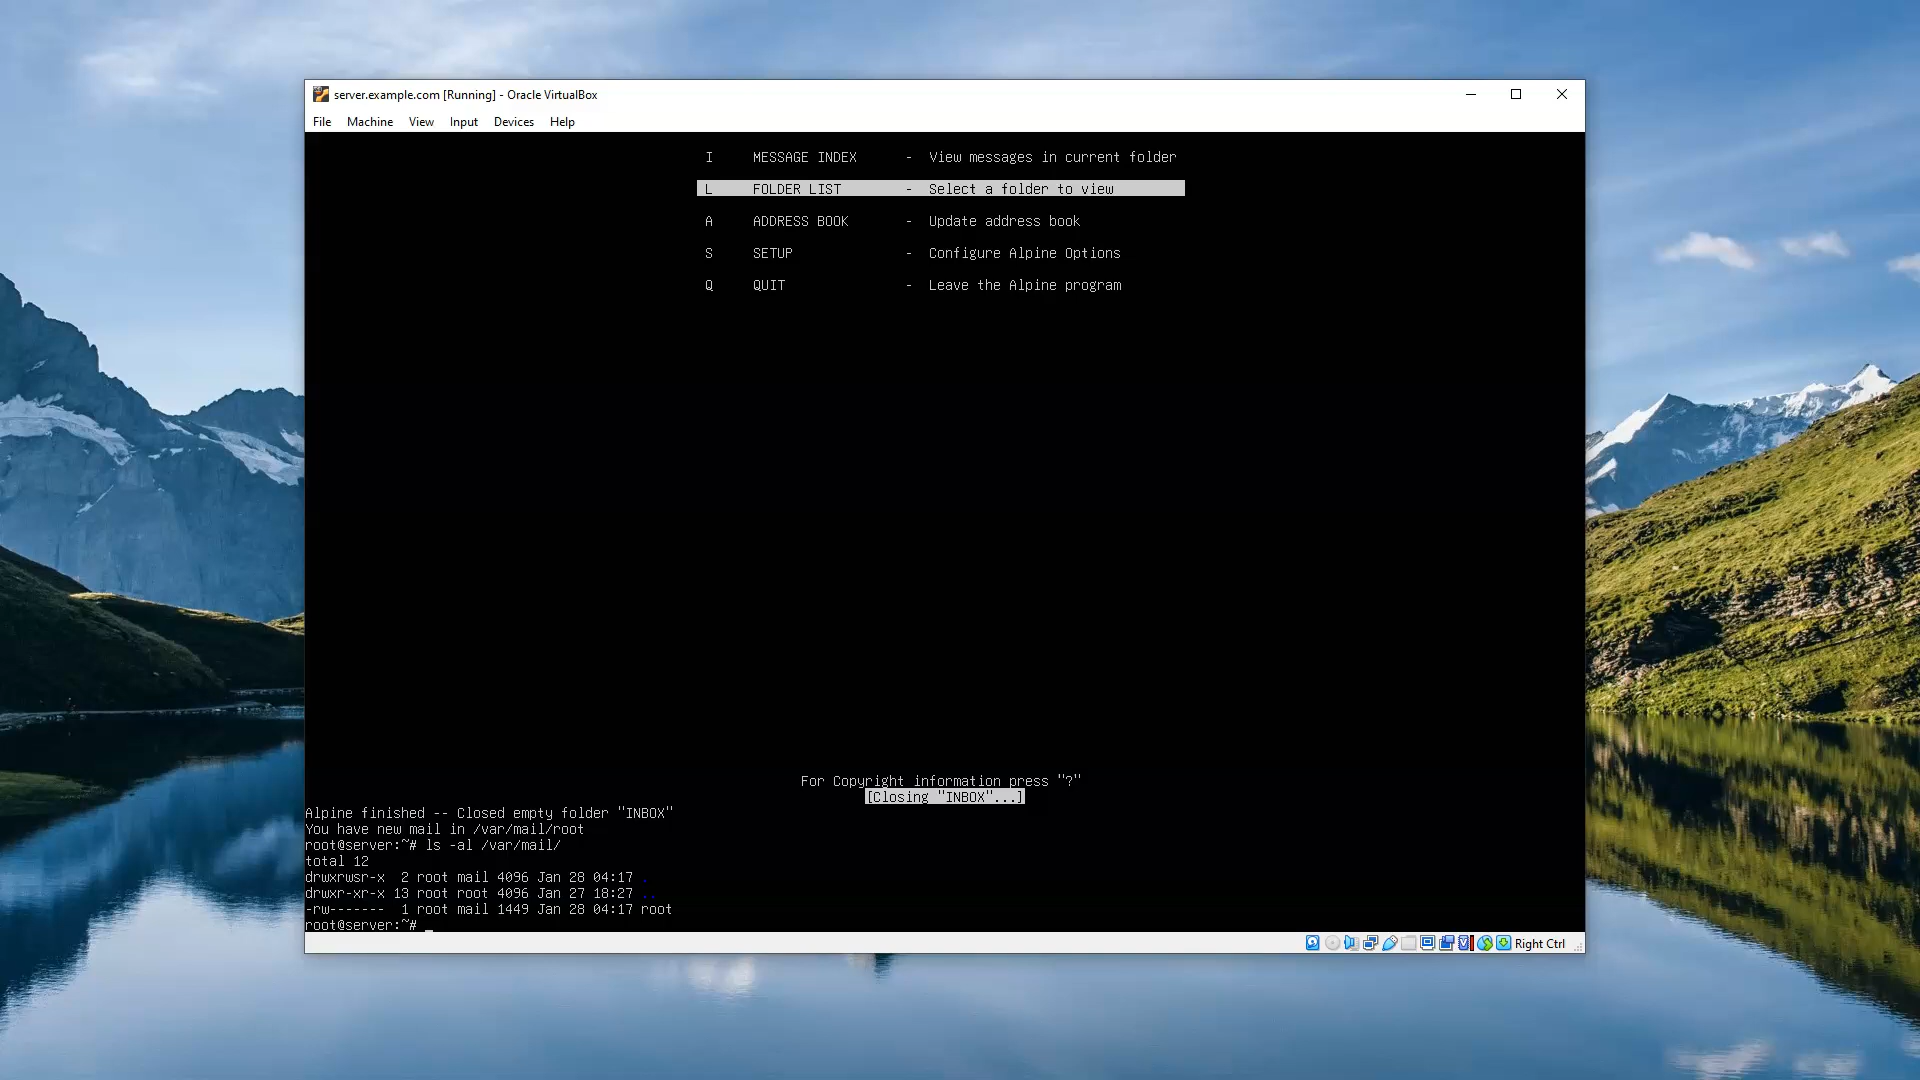 server.example.com [Running] - Oracle VirtualBox
File Machine View Input Devices Help
I MESSAGE INDEX - View messages in current folder
L FOLDER LIST - Select a folder to view
A ADDRESS BOOK - Update address book
S SETUP - Configure Alpine Options
Q QUIT - Leave the Alpine program
For Copyright information press "?"
[Closing "INBOX"...]
Alpine finished -- Closed empty folder "INBOX"
You have new mail in /var/mail/root
root@server:~# ls -al /var/mail/
total 12
drwxrwsr-x 2 root mail 4096 Jan 28 04:17 .
drwxr-xr-x 13 root root 4096 Jan 27 18:27 ..
-rw------- 1 root mail 1449 Jan 28 04:17 root
root@server:~# _
Right Ctrl